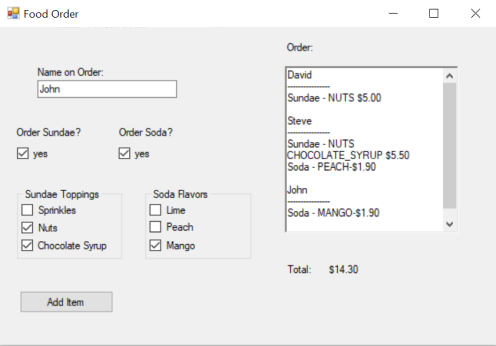 Food Order
Order:
Name on Order:
John
Order Sundae?
Order Soda?
yes
yes
Sundae Toppings
Sprinkles
Nuts
Chocolate Syrup
Soda Flavors
Lime
Peach
Mango
Add Item
David
----------------
Sundae - NUTS $5.00
Steve
----------------
Sundae - NUTS
CHOCOLATE_SYRUP $5.50
Soda - PEACH-$1.90
John
----------------
Soda - MANGO-$1.90
Total: $14.30